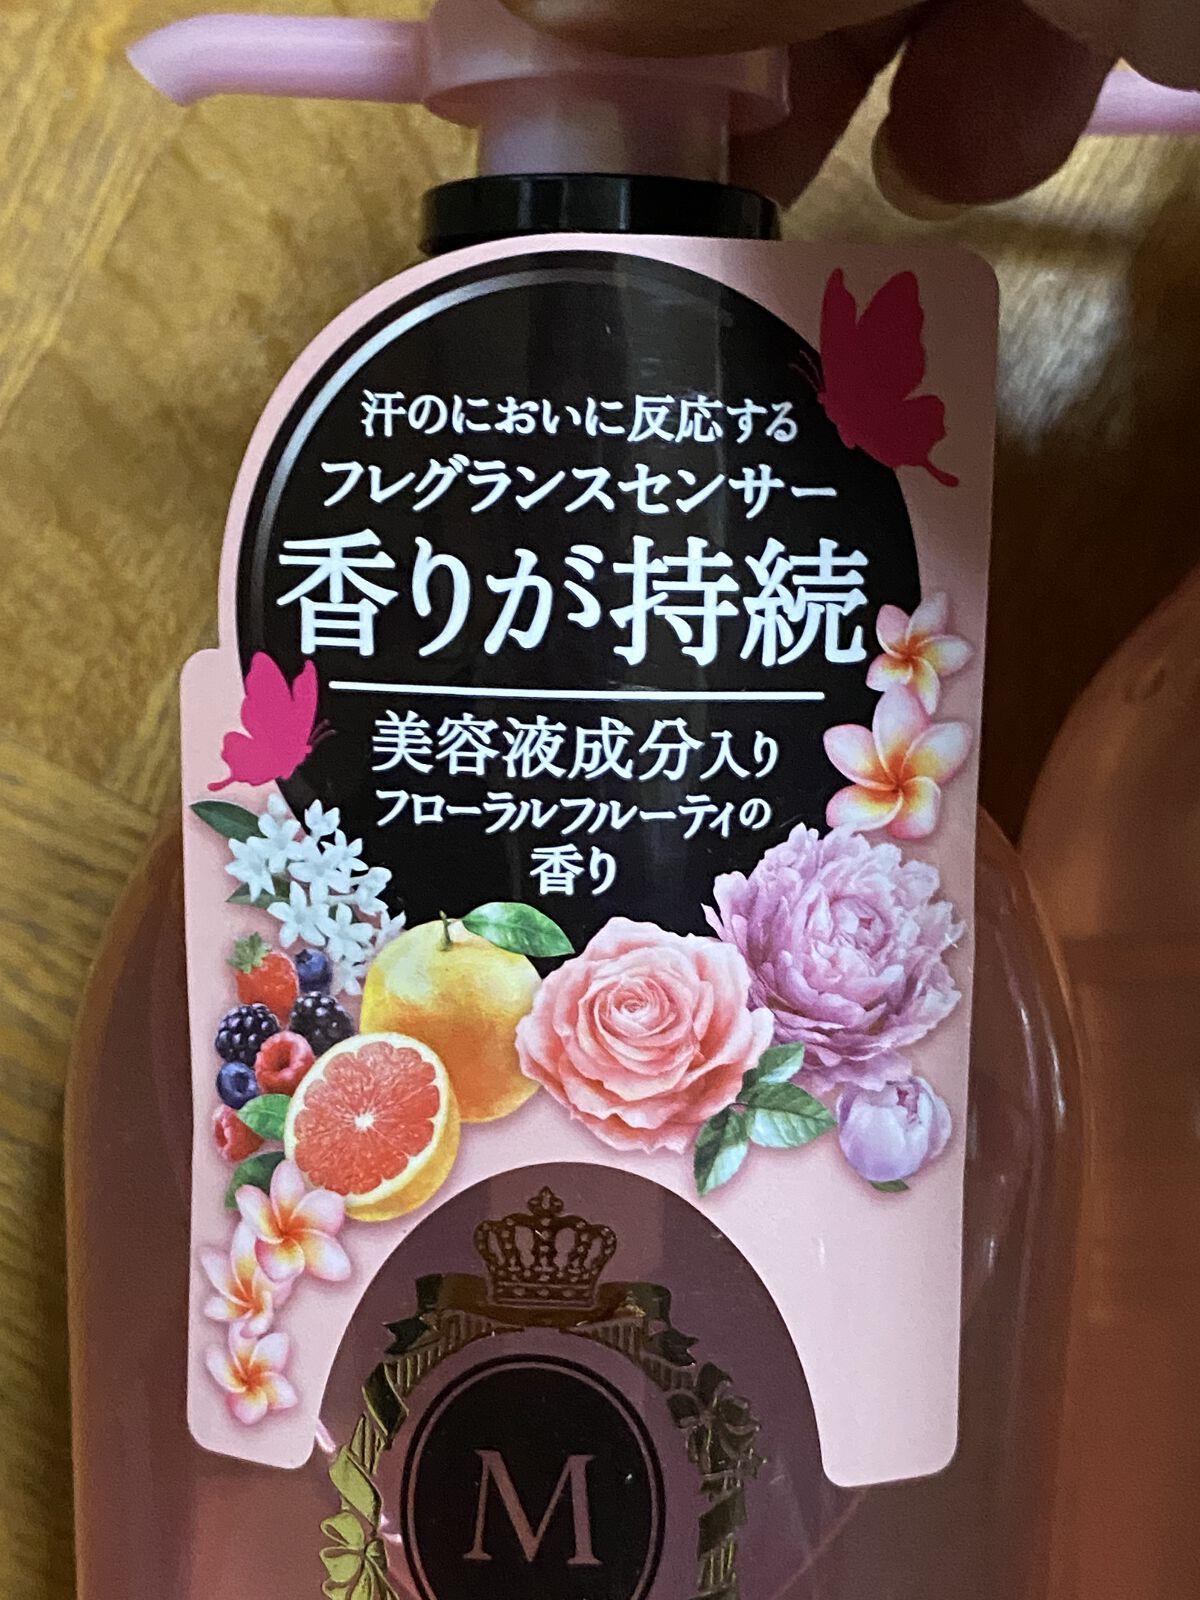 汗のにおいに反応する
フレグランスセンサー
香りが持続
美容液成分入り
フローラルフルーティの
香り
M